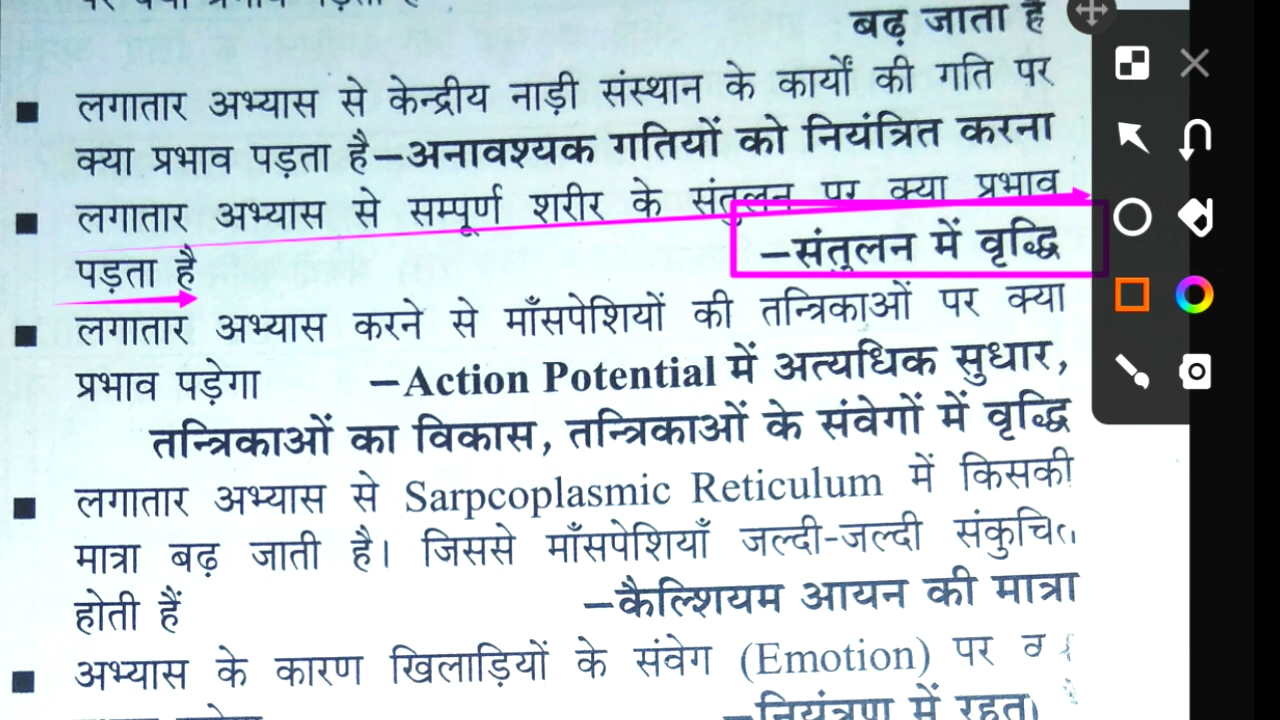 बढ़ जाता है
■ लगातार अभ्यास से केन्द्रीय नाड़ी संस्थान के कार्यों की गति पर
क्या प्रभाव पड़ता है–अनावश्यक गतियों को नियंत्रित करना
■ लगातार अभ्यास से सम्पूर्ण शरीर के संतुलन पर क्या प्रभाव
पड़ता है –संतुलन में वृद्धि
■ लगातार अभ्यास करने से माँसपेशियों की तन्त्रिकाओं पर क्या
प्रभाव पड़ेगा –Action Potential में अत्यधिक सुधार,
तन्त्रिकाओं का विकास, तन्त्रिकाओं के संवेगों में वृद्धि
■ लगातार अभ्यास से Sarpcoplasmic Reticulum में किसकी
मात्रा बढ़ जाती है। जिससे माँसपेशियाँ जल्दी-जल्दी संकुचित
होती हैं –कैल्शियम आयन की मात्रा
■ अभ्यास के कारण खिलाड़ियों के संवेग (Emotion) पर
–नियंत्रण में रहता